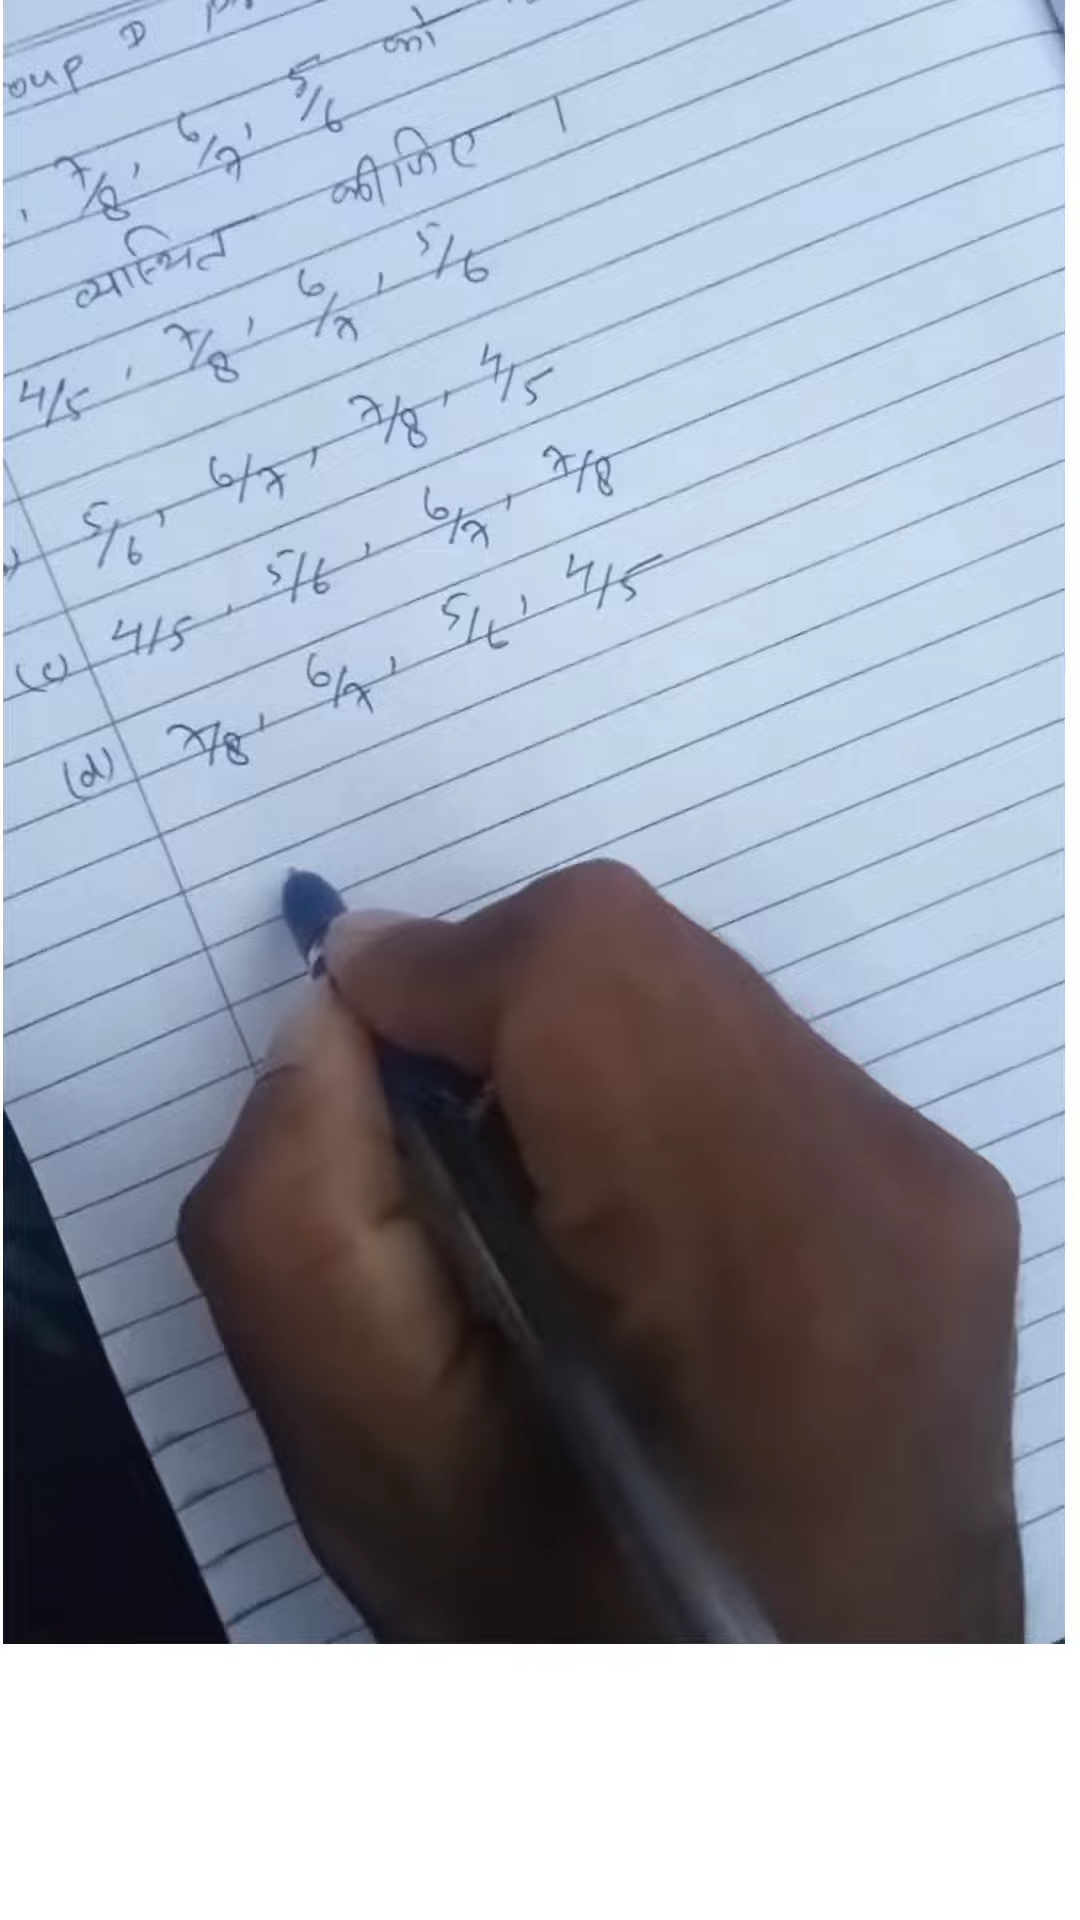 oup D
, 7/8, 6/7, 5/6 को
व्यास्थित कीजिए ।
4/5, 7/8, 6/7, 5/6
5/6, 6/7, 7/8, 4/5
(c) 4/5, 5/6, 6/7, 7/8
(d) 7/8, 6/7, 5/6, 4/5